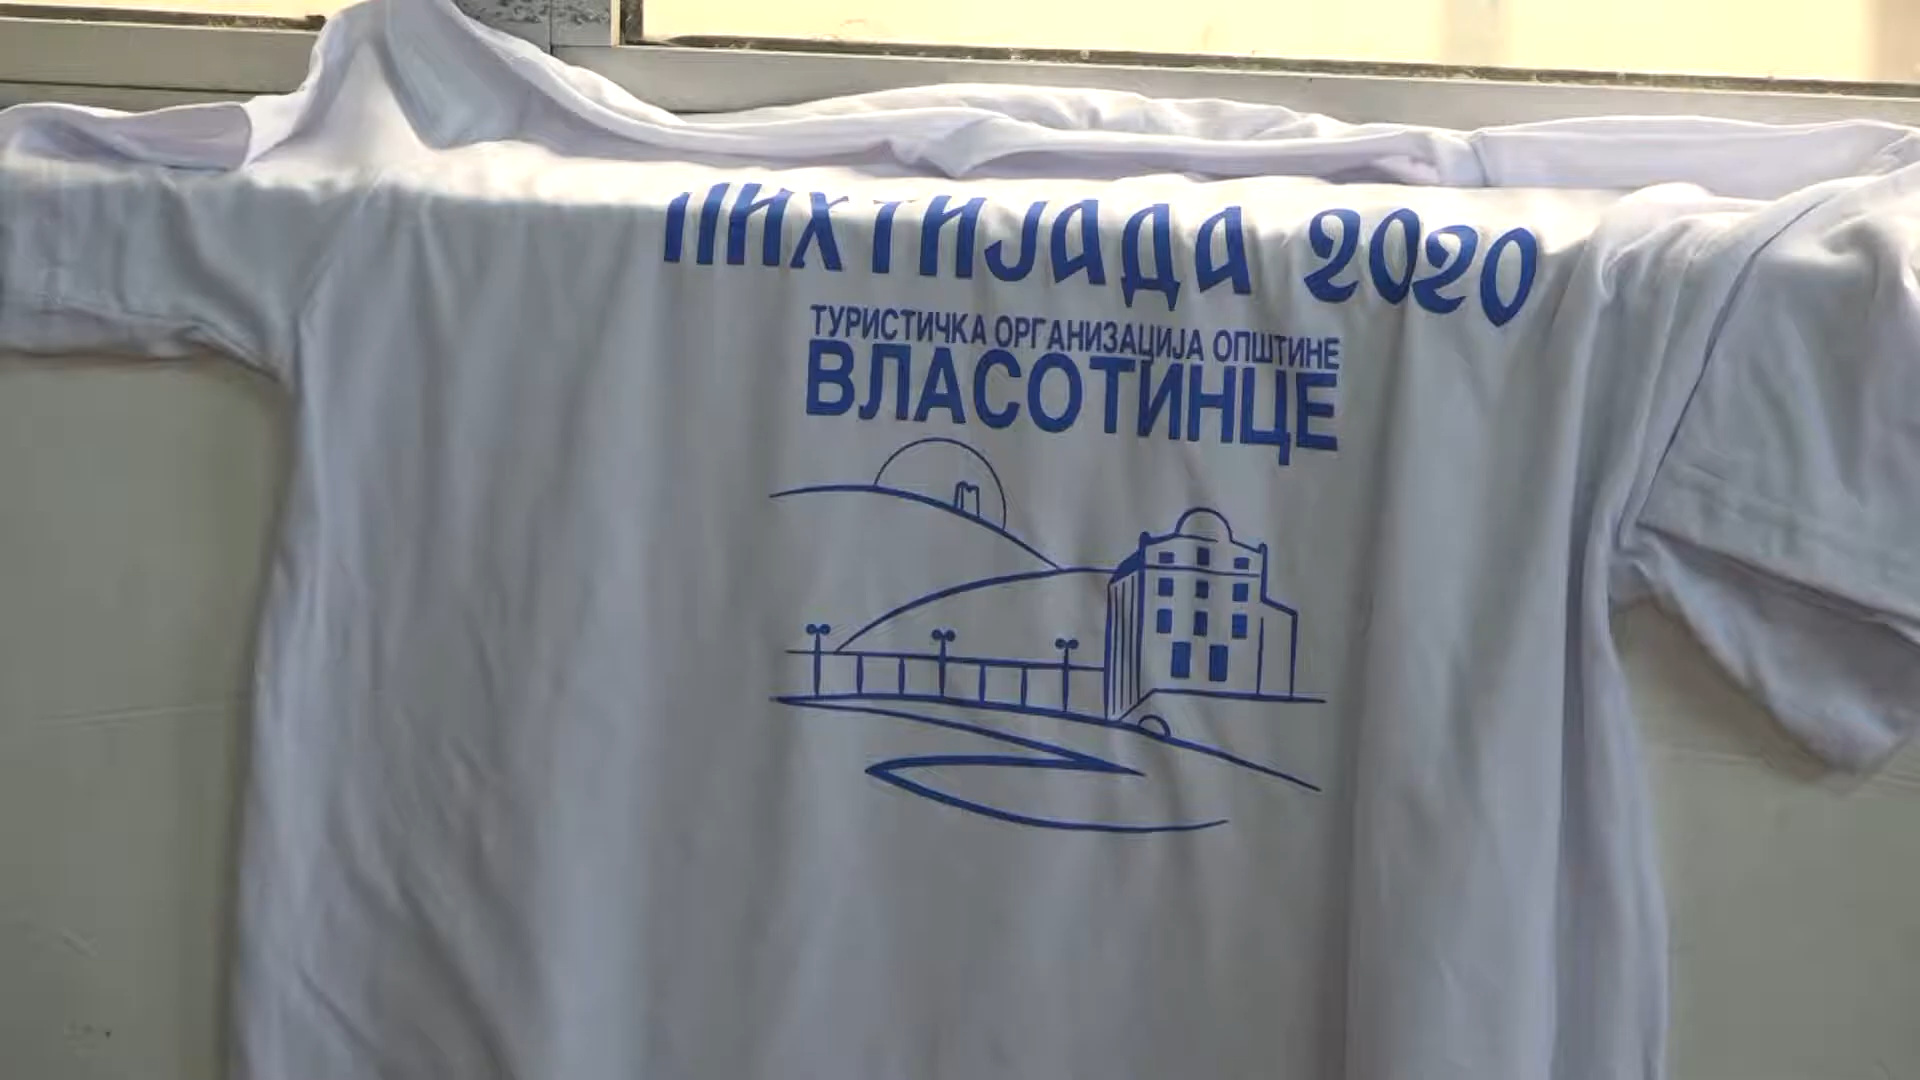 ПИХТИЈАДА 2020
ТУРИСТИЧКА ОРГАНИЗАЦИЈА ОПШТИНЕ
ВЛАСОТИНЦЕ